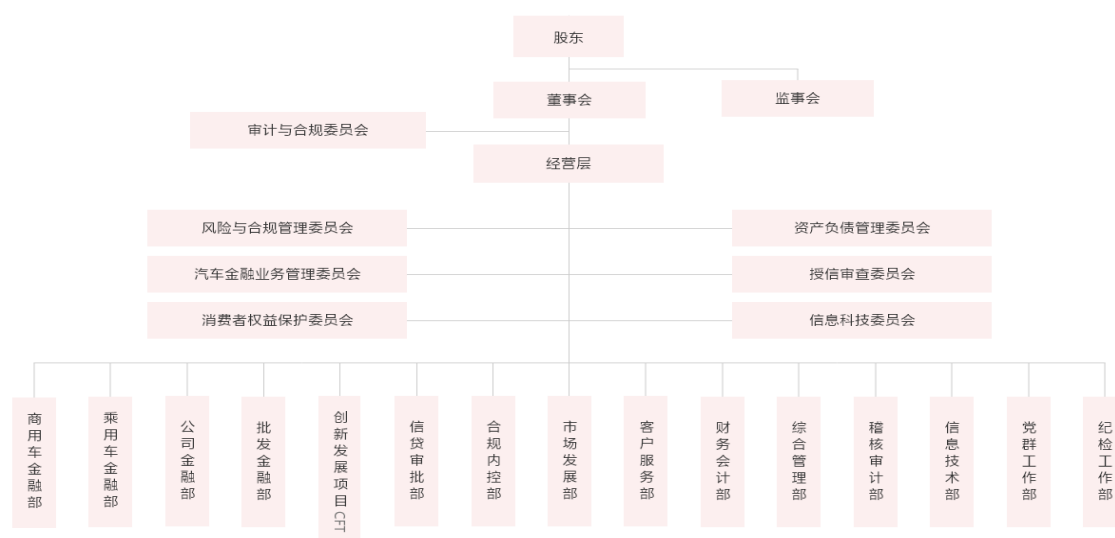 股东
董事会
监事会
审计与合规委员会
经营层
风险与合规管理委员会
资产负债管理委员会
汽车金融业务管理委员会
授信审查委员会
消费者权益保护委员会
信息科技委员会
商用车金融部
乘用车金融部
公司金融部
批发金融部
创新发展项目CFT
信贷审批部
合规内控部
市场发展部
客户服务部
财务会计部
综合管理部
稽核审计部
信息技术部
党群工作部
纪检工作部